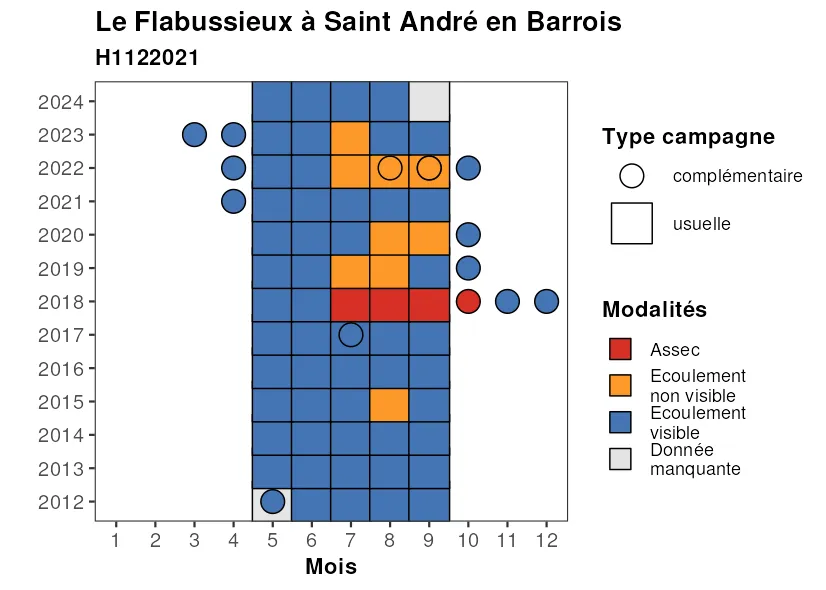 Le Flabussieux à Saint André en Barrois
H1122021
2024
2023
2022
2021
2020
2019
2018
2017
2016
2015
2014
2013
2012
1 2 3 4 5 6 7 8 9 10 11 12
Mois
Type campagne
complémentaire
usuelle
Modalités
Assec
Ecoulement
non visible
Ecoulement
visible
Donnée
manquante